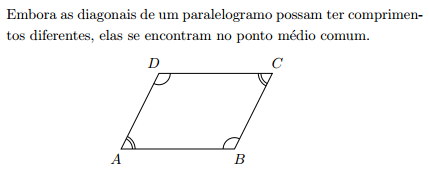 Embora as diagonais de um paralelogramo possam ter comprimen-
tos diferentes, elas se encontram no ponto médio comum.
D C
A B